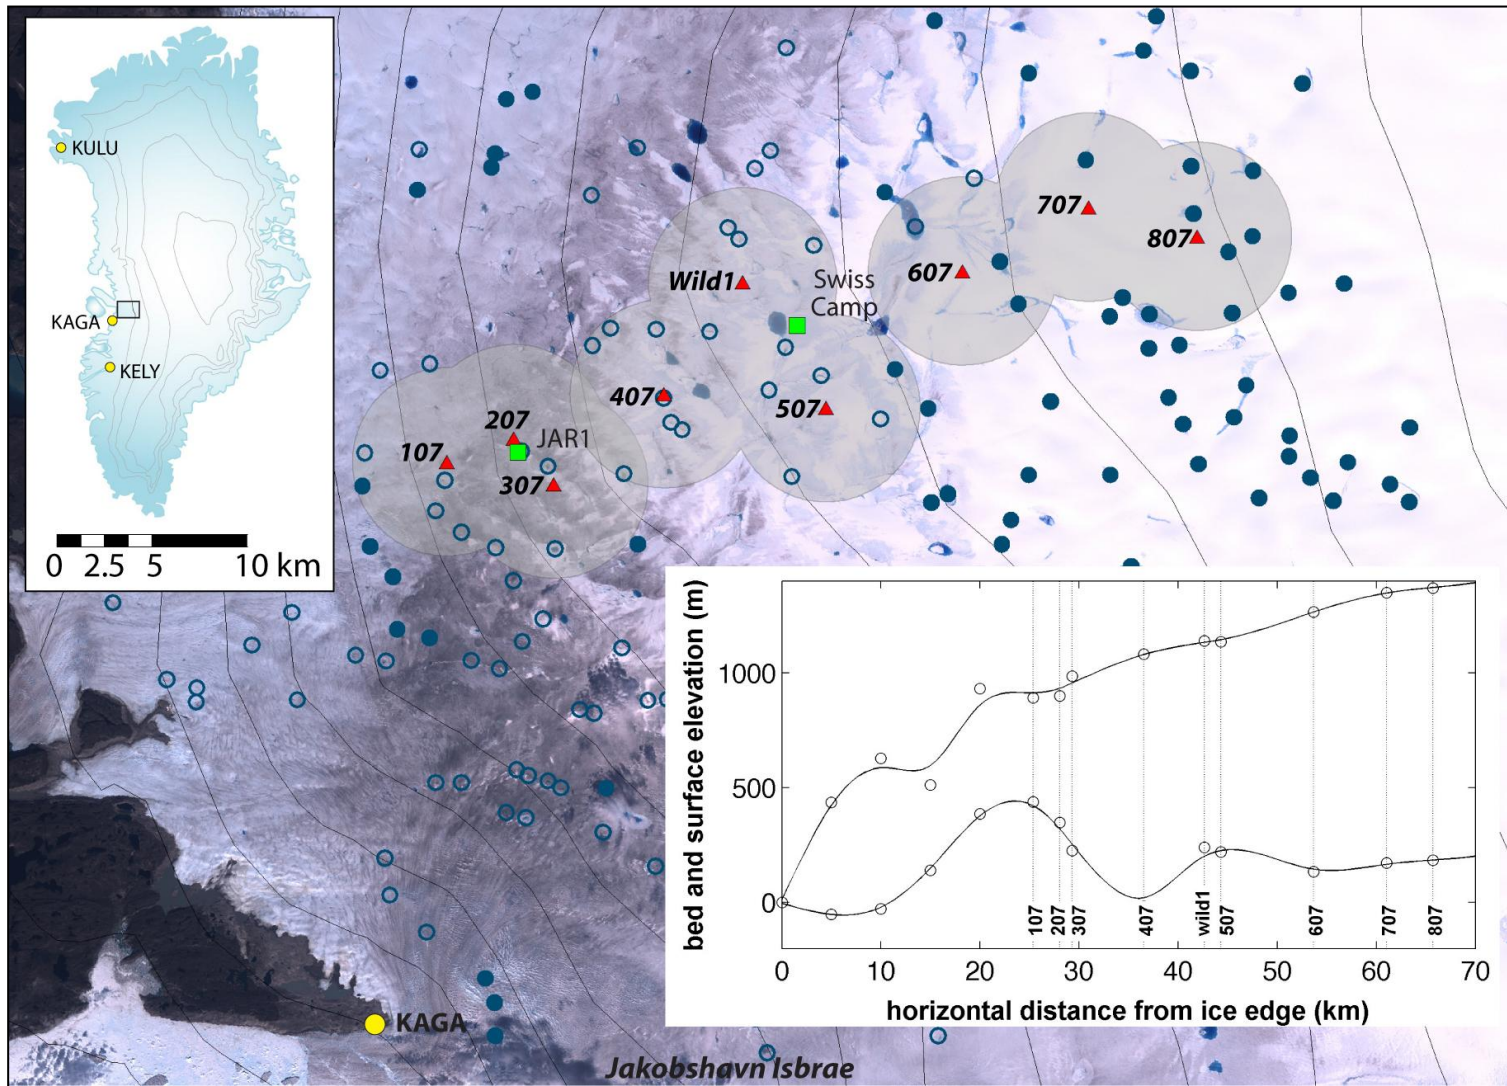 KULU
KAGA
KELY
0 2.5 5 10 km
707
807
607
Wild1
Swiss
Camp
407
507
207
JAR1
107
307
KAGA
Jakobshavn Isbrae
bed and surface elevation (m)
1000
500
0
107
207
307
407
wild1
507
607
707
807
0 10 20 30 40 50 60 70
horizontal distance from ice edge (km)